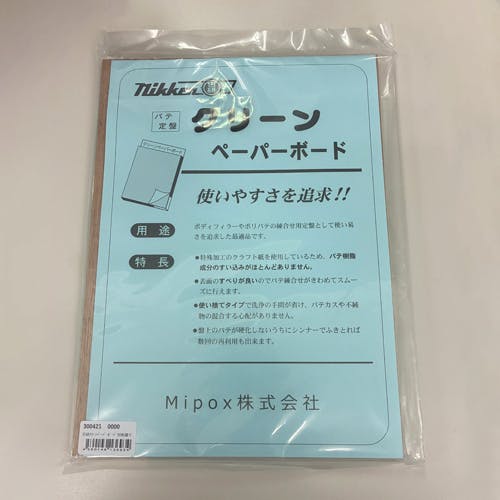 Nikken
パテ
定盤
クリーン
ペーパーボード
クリーンペーパーボード
使いやすさを追求!!
用途
ボディフィラーやポリパテの練合せ用定盤として使い易
さを追求した最適品です。
特長
●特殊加工のクラフト紙を使用しているため、パテ樹脂
成分のすい込みがほとんどありません。
●表面のすべりが良いのでパテ練合せがきわめてスムー
ズに行えます。
●使い捨てタイプで洗浄の手間が省け、パテカスや不純
物の混合する心配がありません。
●盤上のパテが硬化しないうちにシンナーでふきとれば
数回の再利用も出来ます。
Mipox株式会社
300421 0000